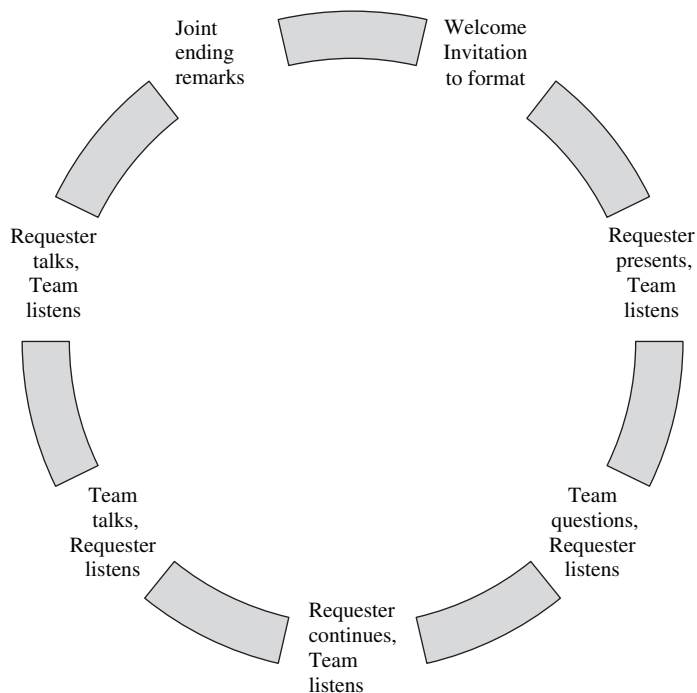 Welcome
Invitation
to format
Requester
presents,
Team
listens
Team
questions,
Requester
listens
Requester
continues,
Team
listens
Team
talks,
Requester
listens
Requester
talks,
Team
listens
Joint
ending
remarks